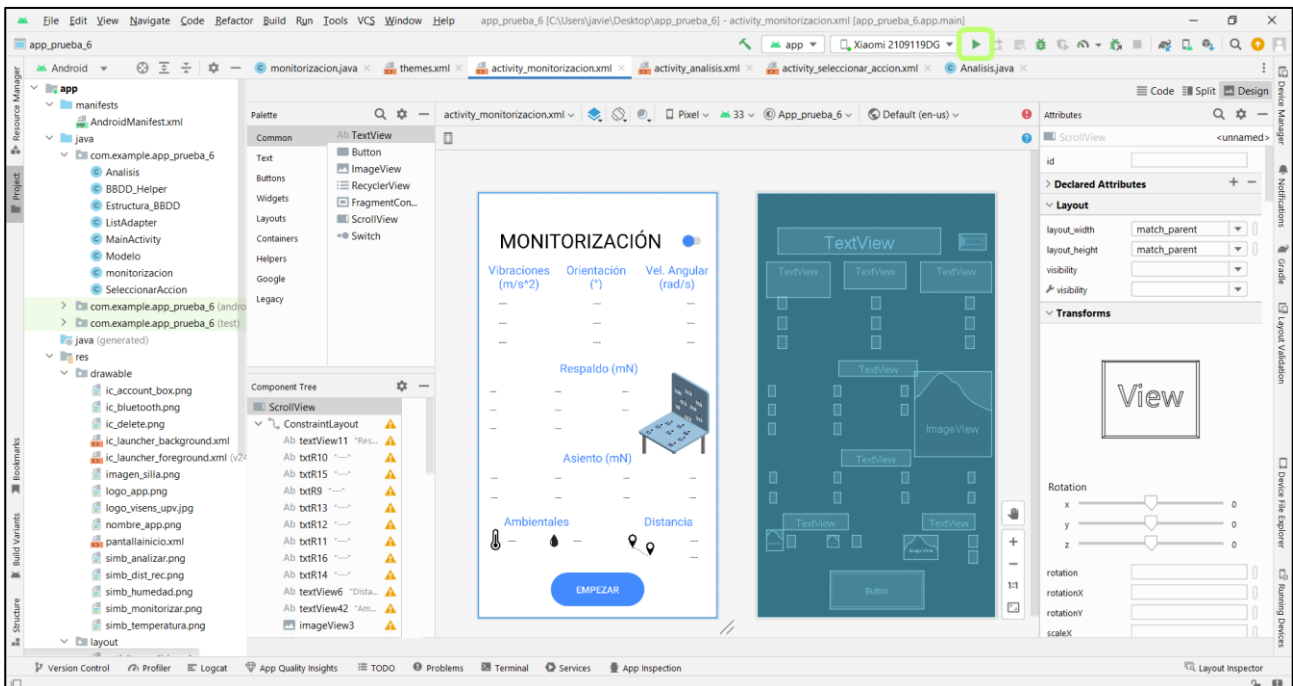 File Edit View Navigate Code Refactor Build Run Tools VCS Window Help app_prueba_6 [C:\Users\javie\Desktop\app_prueba_6] - activity_monitorizacion.xml [app_prueba_6.app.main]
app_prueba_6
app
Xiaomi 2109119DG
Android
monitorizacion.java
themes.xml
activity_monitorizacion.xml
activity_analisis.xml
activity_seleccionar_accion.xml
Analisis.java
Code Split Design
Resource Manager
Project
Bookmarks
Build Variants
Structure
app
manifests
AndroidManifest.xml
java
com.example.app_prueba_6
Analisis
BBDD_Helper
Estructura_BBDD
ListAdapter
MainActivity
Modelo
monitorizacion
SeleccionarAccion
com.example.app_prueba_6 (andro
com.example.app_prueba_6 (test)
java (generated)
res
drawable
ic_account_box.png
ic_bluetooth.png
ic_delete.png
ic_launcher_background.xml
ic_launcher_foreground.xml (v24
imagen_silla.png
logo_app.png
logo_visens_upv.jpg
nombre_app.png
pantallainicio.xml
simb_analizar.png
simb_dist_rec.png
simb_humedad.png
simb_monitorizar.png
simb_temperatura.png
layout
Palette
Common
Text
Buttons
Widgets
Layouts
Containers
Helpers
Google
Legacy
Ab TextView
Button
ImageView
RecyclerView
FragmentCon...
ScrollView
Switch
Component Tree
ScrollView
ConstraintLayout
Ab textView11 "Res...
Ab txtR10 "---"
Ab txtR15 "---"
Ab txtR9 "---"
Ab txtR13 "---"
Ab txtR12 "---"
Ab txtR11 "---"
Ab txtR16 "---"
Ab txtR14 "---"
Ab textView6 "Dista...
Ab textView42 "Am...
imageView3
activity_monitorizacion.xml Pixel 33 App_prueba_6 Default (en-us)
MONITORIZACIÓN
Vibraciones Orientación Vel. Angular
(m/s^2) (°) (rad/s)
--- --- ---
--- --- ---
--- --- ---
Respaldo (mN)
--- --- ---
--- --- ---
--- --- ---
Asiento (mN)
--- --- --- ---
--- --- --- ---
Ambientales Distancia
--- --- ---
---
EMPEZAR
TextView
TextView TextView TextView
TextView
ImageView
TextView
TextView TextView
ImageView
Button
1:1
Attributes
ScrollView <unnamed>
id
Declared Attributes
Layout
layout_width match_parent
layout_height match_parent
visibility
visibility
Transforms
View
Rotation
x 0
y 0
z 0
rotation
rotationX
rotationY
scaleX
Device Manager
Notifications
Gradle
Layout Validation
Device File Explorer
Running Devices
Version Control Profiler Logcat App Quality Insights TODO Problems Terminal Services App Inspection Layout Inspector